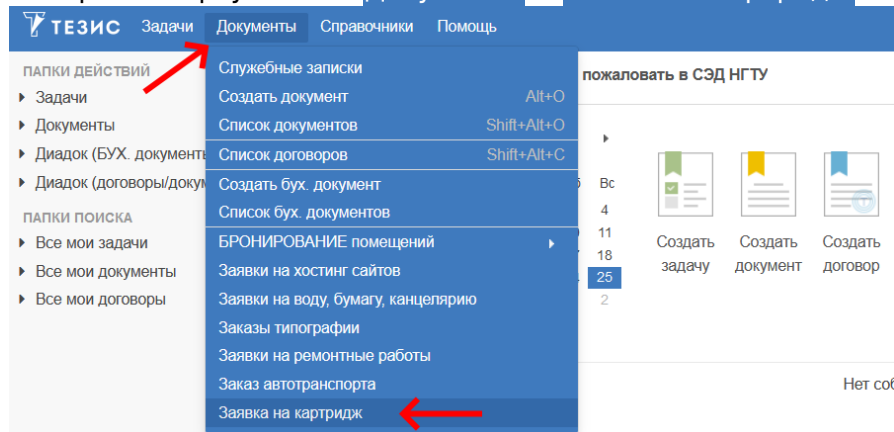 ТЕЗИС Задачи Документы Справочники Помощь
ПАПКИ ДЕЙСТВИЙ
Задачи
Документы
Диадок (БУХ. документы
Диадок (договоры/доку
ПАПКИ ПОИСКА
Все мои задачи
Все мои документы
Все мои договоры
Служебные записки
Создать документ Alt+O
Список документов Shift+Alt+O
Список договоров Shift+Alt+C
Создать бух. документ
Список бух. документов
БРОНИРОВАНИЕ помещений
Заявки на хостинг сайтов
Заявки на воду, бумагу, канцелярию
Заказы типографии
Заявки на ремонтные работы
Заказ автотранспорта
Заявка на картридж
пожаловать в СЭД НГТУ
Вс
4
11
18
25
2
Создать задачу
Создать документ
Создать договор
Нет соб